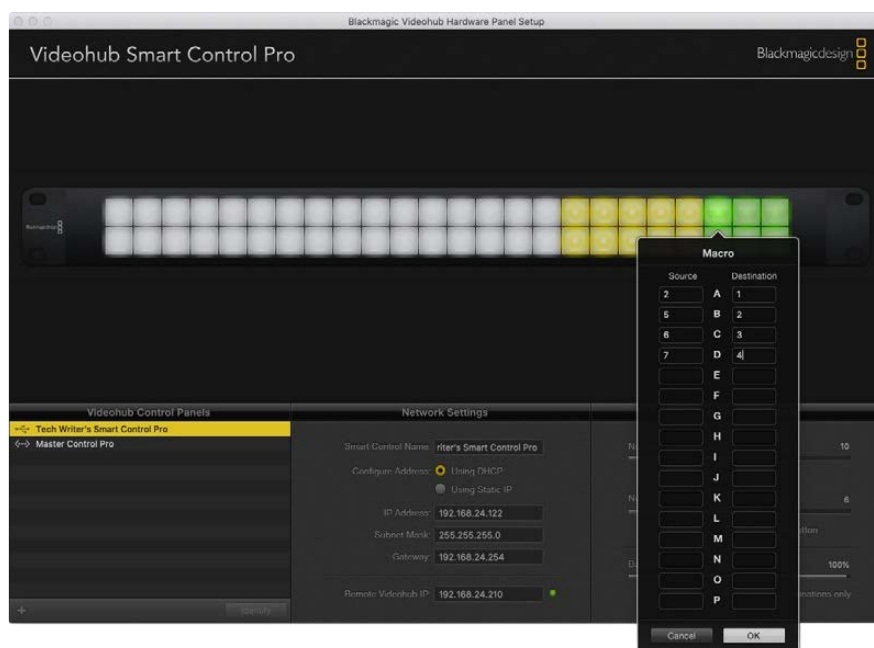 Blackmagic Videohub Hardware Panel Setup
Videohub Smart Control Pro
Blackmagicdesign
Macro
Source Destination
2 A 1
5 B 2
6 C 3
7 D 4
E
F
G
H
I
J
K
L
M
N
O
P
Cancel OK
Videohub Control Panels
Tech Writer's Smart Control Pro
Master Control Pro
Network Settings
Smart Control Name: riter's Smart Control Pro
Configure Address: Using DHCP
Using Static IP
IP Address: 192.168.24.122
Subnet Mask: 255.255.255.0
Gateway: 192.168.24.254
Remote Videohub IP: 192.168.24.210
Identify
10
6
100%